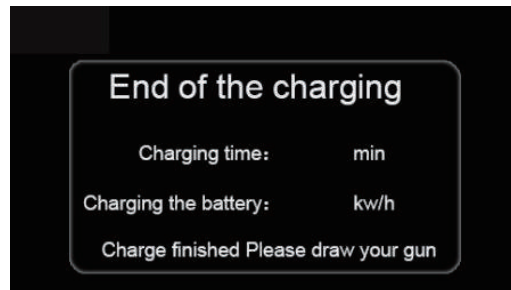 End of the charging
Charging time： min
Charging the battery： kw/h
Charge finished Please draw your gun